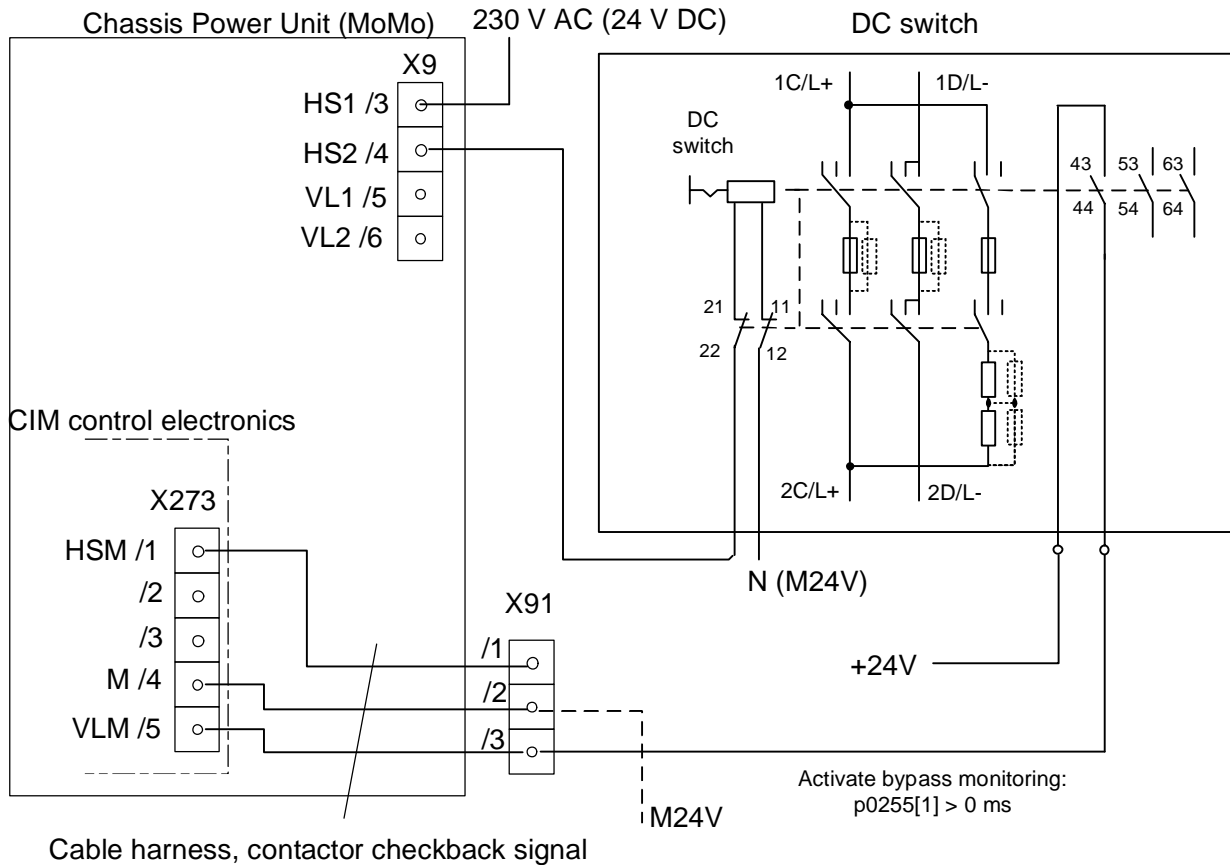 Chassis Power Unit (MoMo)
230 V AC (24 V DC)
DC switch
X9
HS1 /3
HS2 /4
VL1 /5
VL2 /6
1C/L+
1D/L-
DC
switch
43
53
63
44
54
64
21
11
22
12
2C/L+
2D/L-
CIM control electronics
X273
HSM /1
/2
/3
M /4
VLM /5
N (M24V)
X91
/1
/2
/3
+24V
M24V
Activate bypass monitoring:
p0255[1] > 0 ms
Cable harness, contactor checkback signal